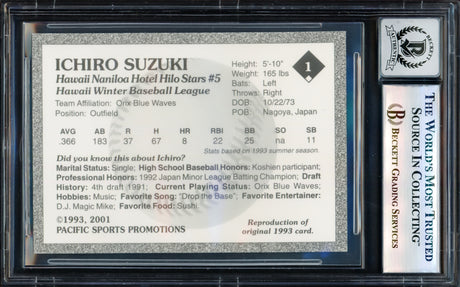 ICHIRO SUZUKI
Hawaii Naniloa Hotel Hilo Stars #5
Hawaii Winter Baseball League
Team Affiliation: Orix Blue Waves
Position: Outfield
Height: 5'-10"
Weight: 165 lbs
Bats: Left
Throws: Right
DOB: 10/22/73
POB: Nagoya, Japan
1
AVG AB R H HR RBI 2B BB SO SB
.366 183 37 67 8 22 25 na 11
Stats based on 1993 summer season.
Did you know this about Ichiro?
Marital Status: Single; High School Baseball Honors: Koshien participant;
Professional Honors: 1992 Japan Minor League Batting Champion; Draft
History: 4th draft 1991; Current Playing Status: Orix Blue Waves;
Hobbies: Music; Favorite Song: "Drop the Base"; Favorite Entertainer:
D.J. Magic Mike; Favorite Food: Sushi.
©1993, 2001
PACIFIC SPORTS PROMOTIONS
Reproduction of
original 1993 card.
BECKETT
AUTHENTIC
BGS
THE WORLD'S MOST TRUSTED
SOURCE IN COLLECTING
BECKETT GRADING SERVICES